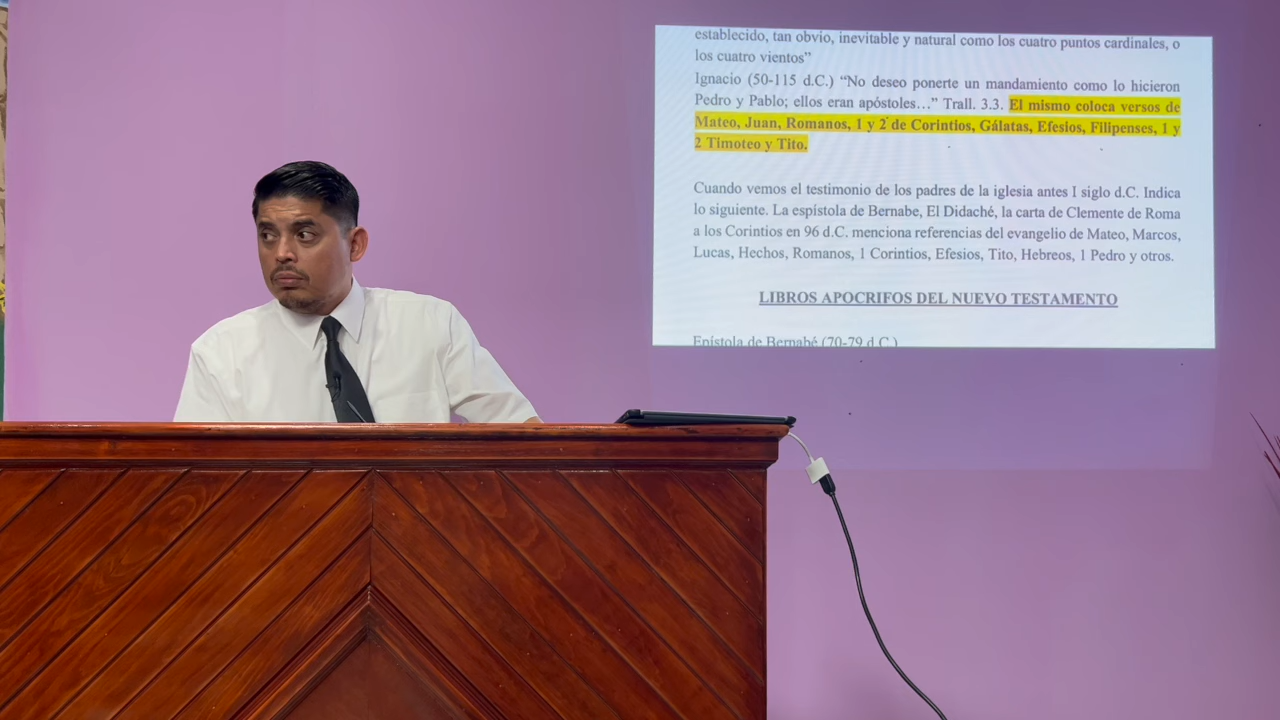 establecido, tan obvio, inevitable y natural como los cuatro puntos cardinales, o
los cuatro vientos”
Ignacio (50-115 d.C.) “No deseo ponerte un mandamiento como lo hicieron
Pedro y Pablo; ellos eran apóstoles…” Trall. 3.3. El mismo coloca versos de
Mateo, Juan, Romanos, 1 y 2 de Corintios, Gálatas, Efesios, Filipenses, 1 y
2 Timoteo y Tito.
Cuando vemos el testimonio de los padres de la iglesia antes I siglo d.C. Indica
lo siguiente. La espístola de Bernabe, El Didaché, la carta de Clemente de Roma
a los Corintios en 96 d.C. menciona referencias del evangelio de Mateo, Marcos,
Lucas, Hechos, Romanos, 1 Corintios, Efesios, Tito, Hebreos, 1 Pedro y otros.
LIBROS APOCRIFOS DEL NUEVO TESTAMENTO
Epístola de Bernabé (70-79 d.C.)